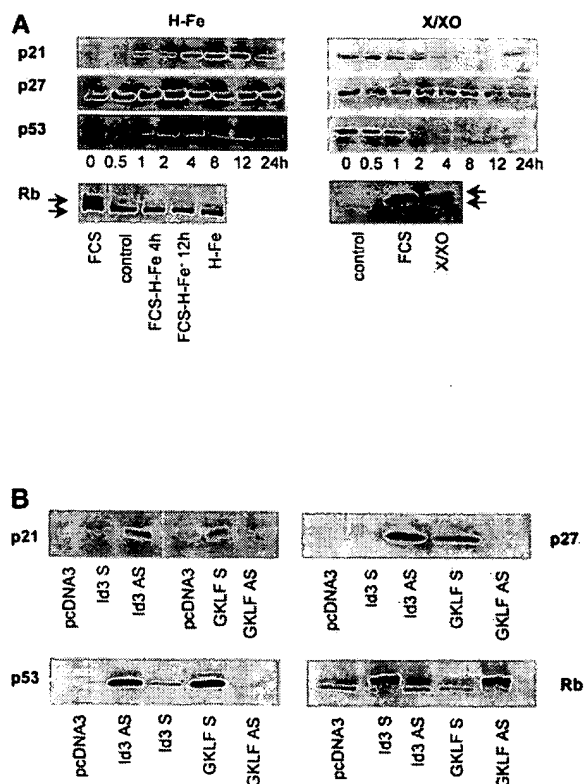 A
H-Fe
X/XO
p21
p27
p53
0 0.5 1 2 4 8 12 24h
0 0.5 1 2 4 8 12 24h
Rb
FCS
control
FCS-H-Fe 4h
FCS-H-Fe 12h
H-Fe
control
FCS
X/XO
B
p21
p27
pcDNA3
Id3 S
Id3 AS
pcDNA3
GKLF S
GKLF AS
pcDNA3
Id3 S
Id3 AS
GKLF S
GKLF AS
p53
Rb
pcDNA3
Id3 AS
Id3 S
GKLF S
GKLF AS
pcDNA3
Id3 S
Id3 AS
GKLF S
GKLF AS